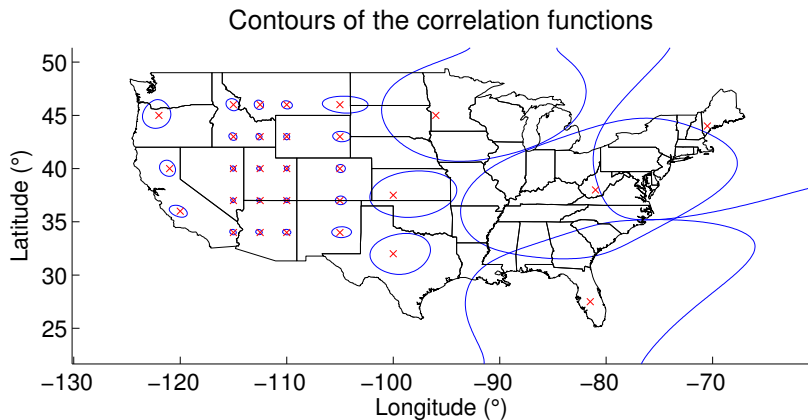 Contours of the correlation functions
50
45
40
35
30
25
Latitude (°)
−130 −120 −110 −100 −90 −80 −70
Longitude (°)